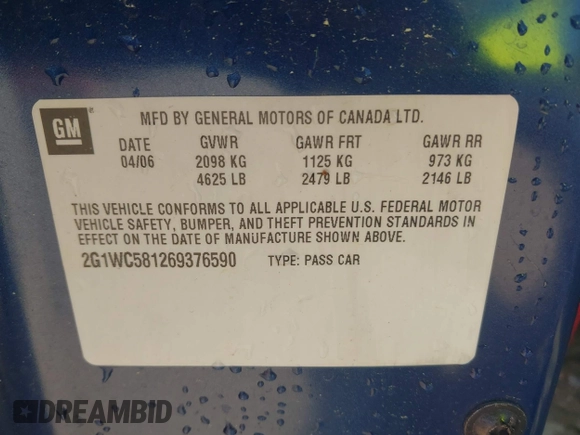 GM
MFD BY GENERAL MOTORS OF CANADA LTD.
DATE GVWR GAWR FRT GAWR RR
04/06 2098 KG 1125 KG 973 KG
4625 LB 2479 LB 2146 LB
THIS VEHICLE CONFORMS TO ALL APPLICABLE U.S. FEDERAL MOTOR
VEHICLE SAFETY, BUMPER, AND THEFT PREVENTION STANDARDS IN
EFFECT ON THE DATE OF MANUFACTURE SHOWN ABOVE.
2G1WC581269376590 TYPE: PASS CAR
DREAMBID